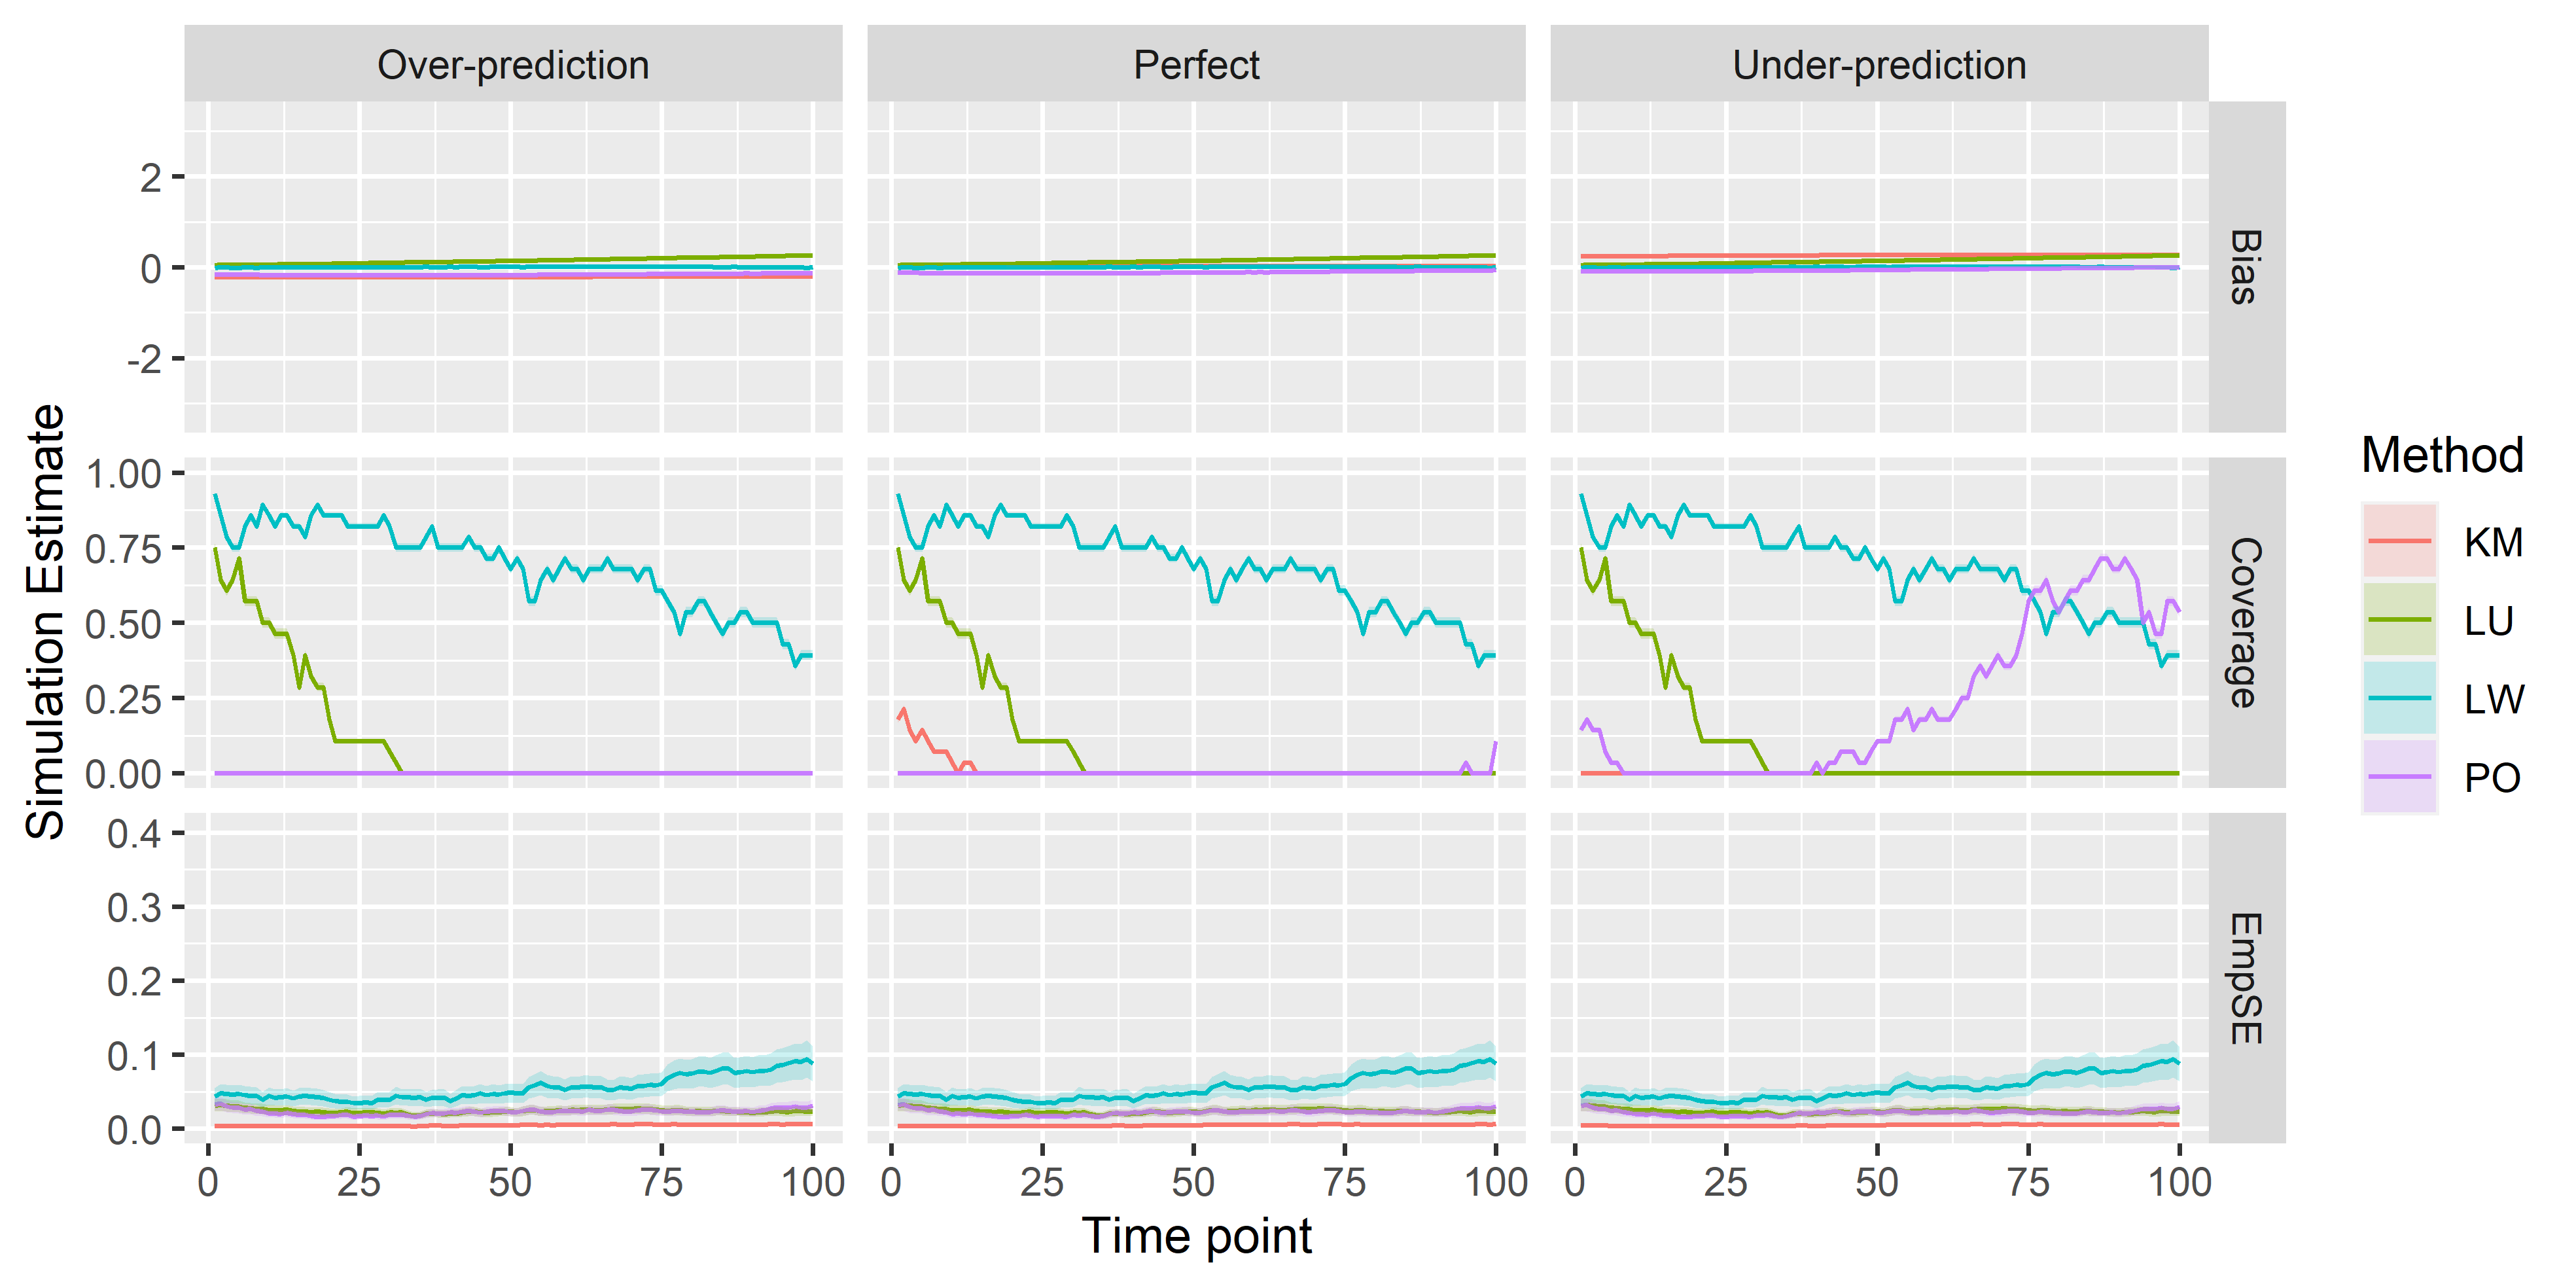 Over-prediction
Perfect
Under-prediction
2
0
-2
Bias
1.00
0.75
0.50
0.25
0.00
Coverage
0.4
0.3
0.2
0.1
0.0
EmpSE
0 25 50 75 100
0 25 50 75 100
0 25 50 75 100
Time point
Simulation Estimate
Method
KM
LU
LW
PO